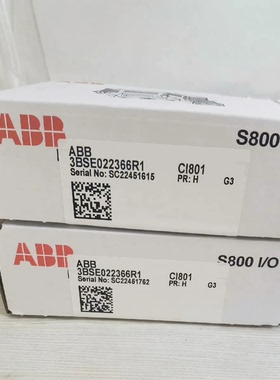 ABB
S800
ABB
3BSE022366R1
CI801
Serial No: SC22451615
PR: H
G3
ABB
S800 I/O
ABB
3BSE022366R1
CI801
Serial No: SC22451762
PR: H
G3